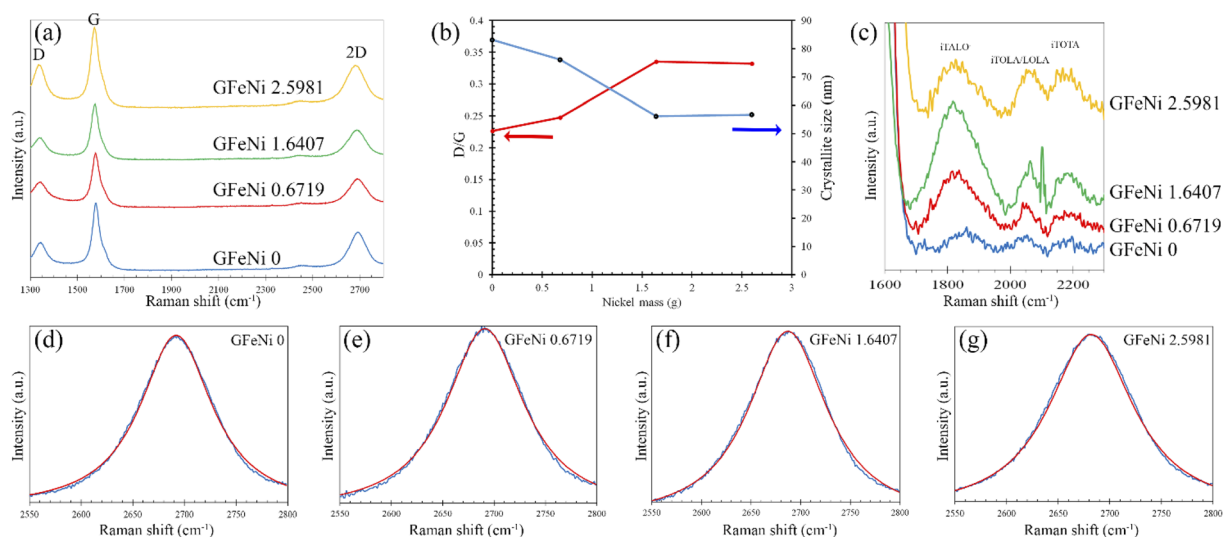 (a)
D
G
2D
GFeNi 2.5981
GFeNi 1.6407
GFeNi 0.6719
GFeNi 0
Intensity (a.u.)
1300 1500 1700 1900 2100 2300 2500 2700
Raman shift (cm⁻¹)
(b)
0.4
0.35
0.3
0.25
0.2
0.15
0.1
0.05
0
D/G
90
80
70
60
50
40
30
20
10
0
Crystallite size (nm)
0 0.5 1 1.5 2 2.5 3
Nickel mass (g)
(c)
iTALO
iTOLA/LOLA
iTOTA
GFeNi 2.5981
GFeNi 1.6407
GFeNi 0.6719
GFeNi 0
Intensity (a.u.)
1600 1800 2000 2200
Raman shift (cm⁻¹)
(d)
GFeNi 0
Intensity (a.u.)
2550 2600 2650 2700 2750 2800
Raman shift (cm⁻¹)
(e)
GFeNi 0.6719
Intensity (a.u.)
2550 2600 2650 2700 2750 2800
Raman shift (cm⁻¹)
(f)
GFeNi 1.6407
Intensity (a.u.)
2550 2600 2650 2700 2750 2800
Raman shift (cm⁻¹)
(g)
GFeNi 2.5981
Intensity (a.u.)
2550 2600 2650 2700 2750 2800
Raman shift (cm⁻¹)